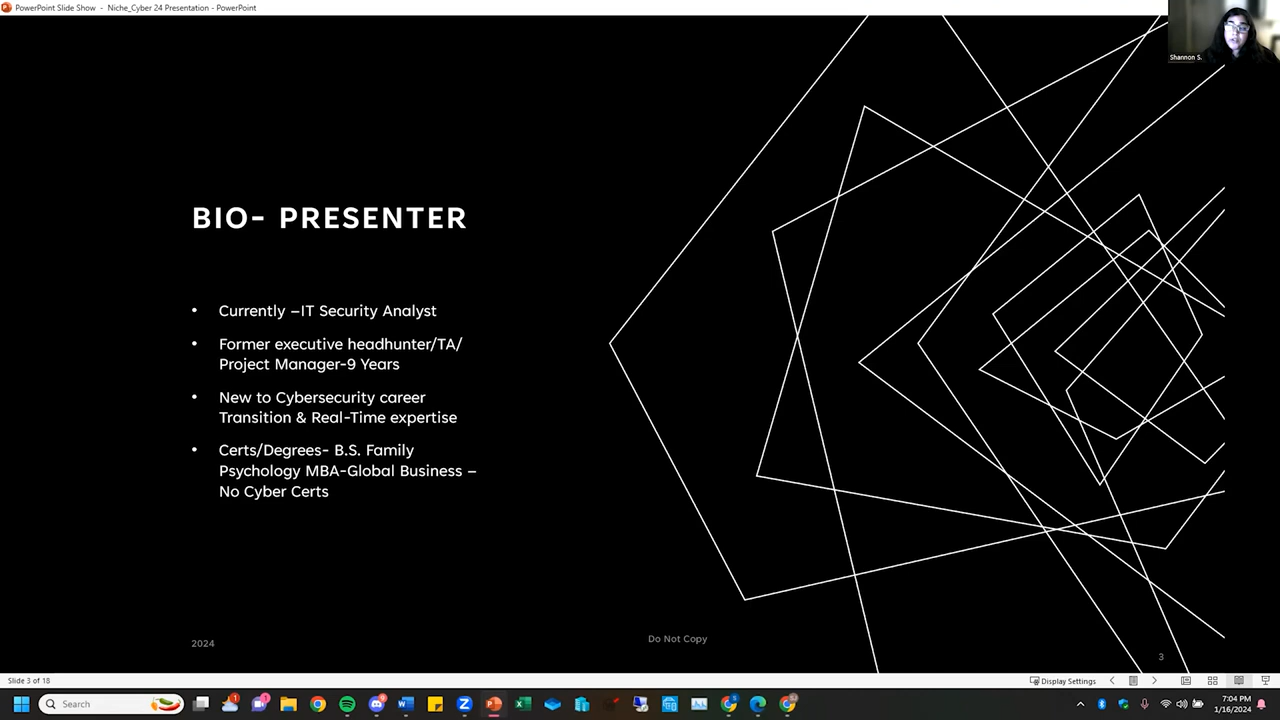 PowerPoint Slide Show - Niche_Cyber 24 Presentation - PowerPoint
Shannon S.
BIO- PRESENTER
• Currently –IT Security Analyst
• Former executive headhunter/TA/
Project Manager-9 Years
• New to Cybersecurity career
Transition & Real-Time expertise
• Certs/Degrees- B.S. Family
Psychology MBA-Global Business –
No Cyber Certs
2024
Do Not Copy
3
Slide 3 of 18
Display Settings
Search
7:04 PM
1/16/2024